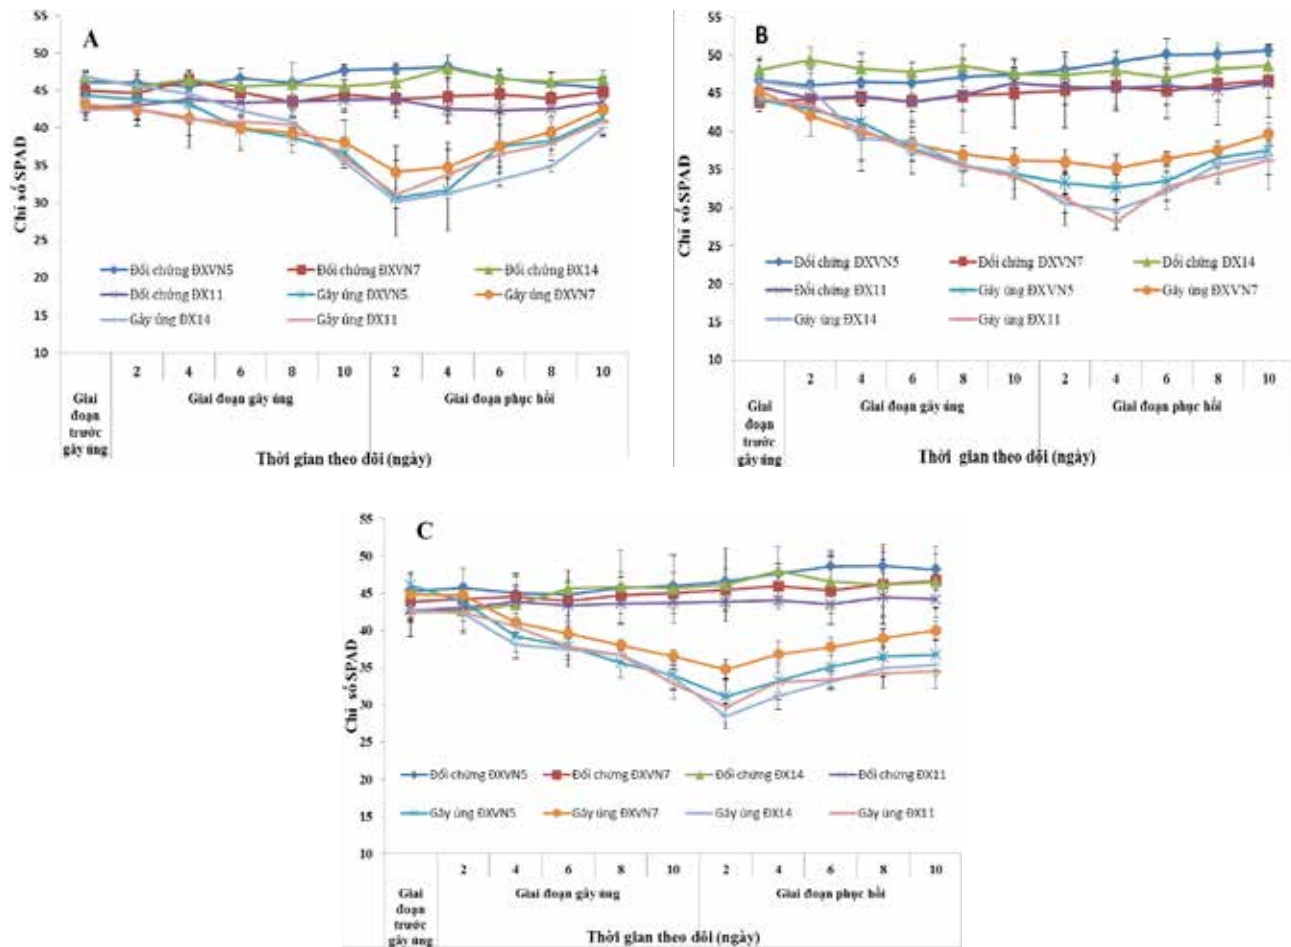 A
55
50
45
40
35
30
25
20
15
10
Chỉ số SPAD
Đối chứng ĐXVN5
Đối chứng ĐXVN7
Đối chứng ĐX14
Đối chứng ĐX11
Gây úng ĐXVN5
Gây úng ĐXVN7
Gây úng ĐX14
Gây úng ĐX11
2 4 6 8 10 2 4 6 8 10
Giai đoạn trước gây úng
Giai đoạn gây úng
Giai đoạn phục hồi
Thời gian theo dõi (ngày)
B
55
50
45
40
35
30
25
20
15
10
Chỉ số SPAD
Đối chứng ĐXVN5
Đối chứng ĐXVN7
Đối chứng ĐX14
Đối chứng ĐX11
Gây úng ĐXVN5
Gây úng ĐXVN7
Gây úng ĐX14
Gây úng ĐX11
2 4 6 8 10 2 4 6 8 10
Giai đoạn trước gây úng
Giai đoạn gây úng
Giai đoạn phục hồi
Thời gian theo dõi (ngày)
C
55
50
45
40
35
30
25
20
15
10
Chỉ số SPAD
Đối chứng ĐXVN5
Đối chứng ĐXVN7
Đối chứng ĐX14
Đối chứng ĐX11
Gây úng ĐXVN5
Gây úng ĐXVN7
Gây úng ĐX14
Gây úng ĐX11
2 4 6 8 10 2 4 6 8 10
Giai đoạn trước gây úng
Giai đoạn gây úng
Giai đoạn phục hồi
Thời gian theo dõi (ngày)